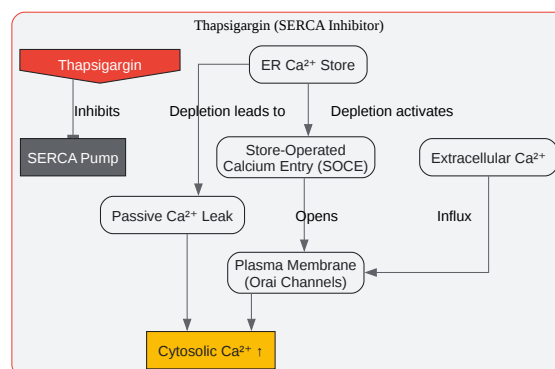 Thapsigargin (SERCA Inhibitor)
Thapsigargin
ER Ca²⁺ Store
Inhibits
Depletion leads to
Depletion activates
SERCA Pump
Store-Operated
Calcium Entry (SOCE)
Extracellular Ca²⁺
Passive Ca²⁺ Leak
Opens
Influx
Plasma Membrane
(Orai Channels)
Cytosolic Ca²⁺ ↑